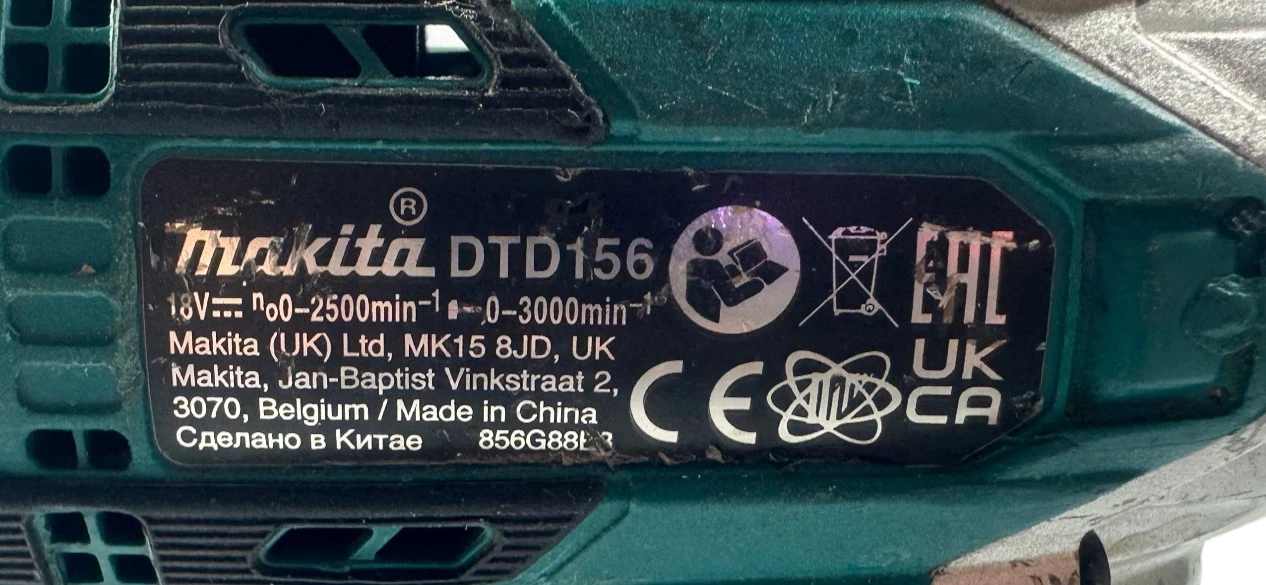 makita® DTD156
18V⎓ n₀0–2500min⁻¹ 0–3000min⁻¹
Makita (UK) Ltd, MK15 8JD, UK
Makita, Jan-Baptist Vinkstraat 2,
3070, Belgium / Made in China
Сделано в Китае
EAC
CE
UK
CA